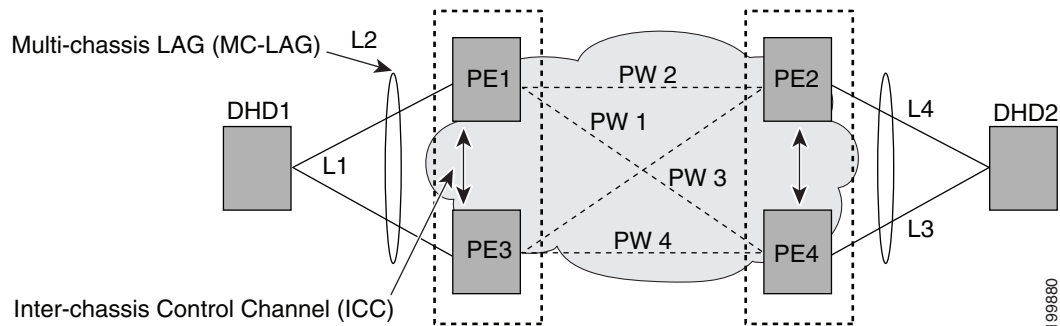 Multi-chassis LAG (MC-LAG)
L2
DHD1
L1
PE1
PE3
PW 2
PW 1
PW 3
PW 4
PE2
PE4
L4
L3
DHD2
Inter-chassis Control Channel (ICC)
199880